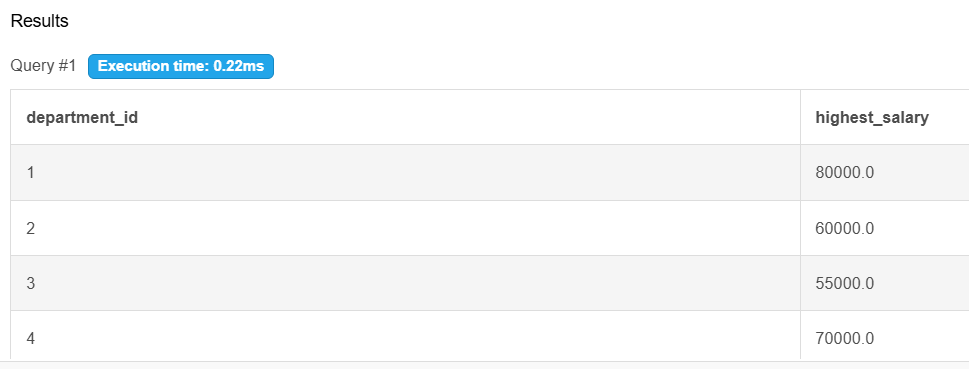 Results
Query #1 Execution time: 0.22ms
department_id highest_salary
1 80000.0
2 60000.0
3 55000.0
4 70000.0